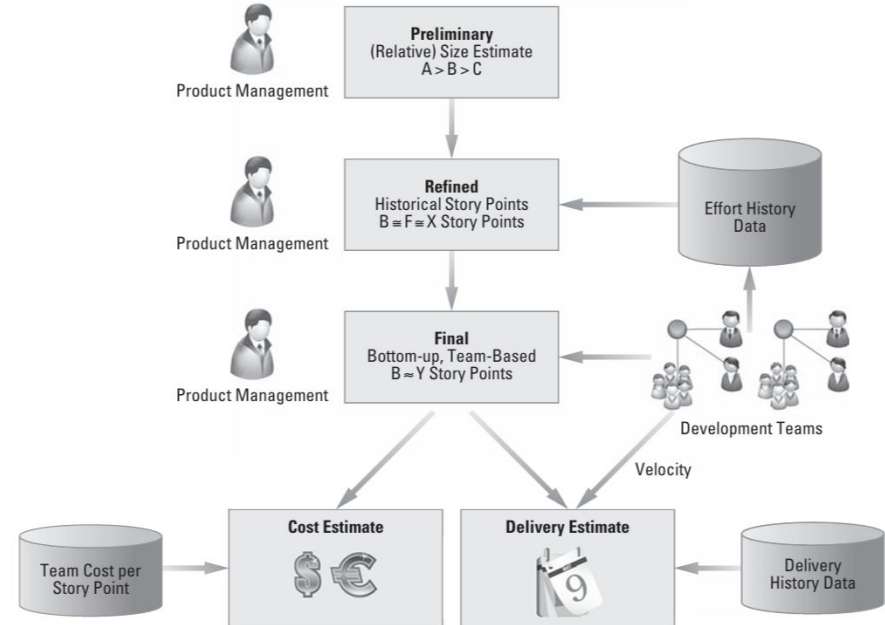 Preliminary
(Relative) Size Estimate
A > B > C
Product Management
Refined
Historical Story Points
B ≅ F ≅ X Story Points
Product Management
Effort History
Data
Final
Bottom-up, Team-Based
B ≈ Y Story Points
Product Management
Development Teams
Velocity
Cost Estimate
$ €
Delivery Estimate
9
Team Cost per
Story Point
Delivery
History Data